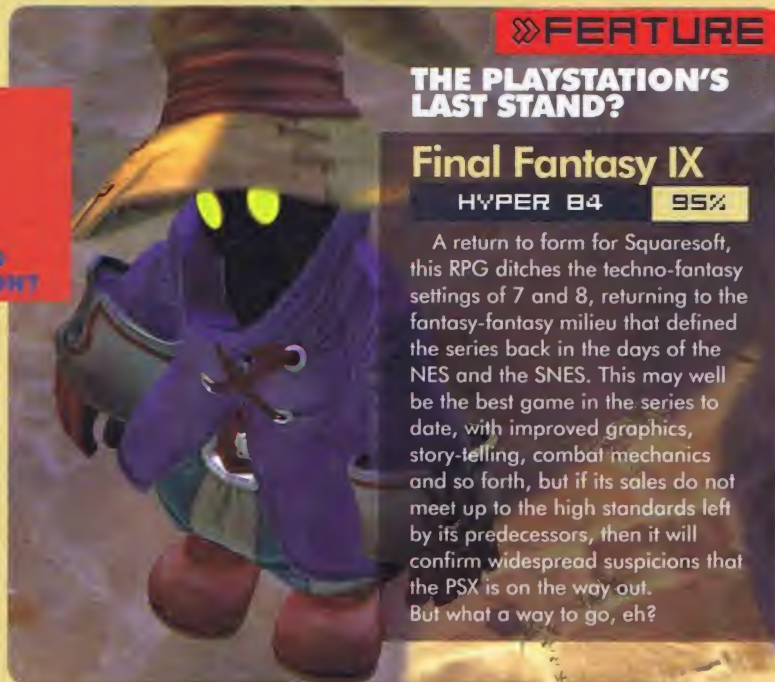 »FEATURE
THE PLAYSTATION'S
LAST STAND?
Final Fantasy IX
HYPER 84 95%
A return to form for Squaresoft,
this RPG ditches the techno-fantasy
settings of 7 and 8, returning to the
fantasy-fantasy milieu that defined
the series back in the days of the
NES and the SNES. This may well
be the best game in the series to
date, with improved graphics,
story-telling, combat mechanics
and so forth, but if its sales do not
meet up to the high standards left
by its predecessors, then it will
confirm widespread suspicions that
the PSX is on the way out.
But what a way to go, eh?